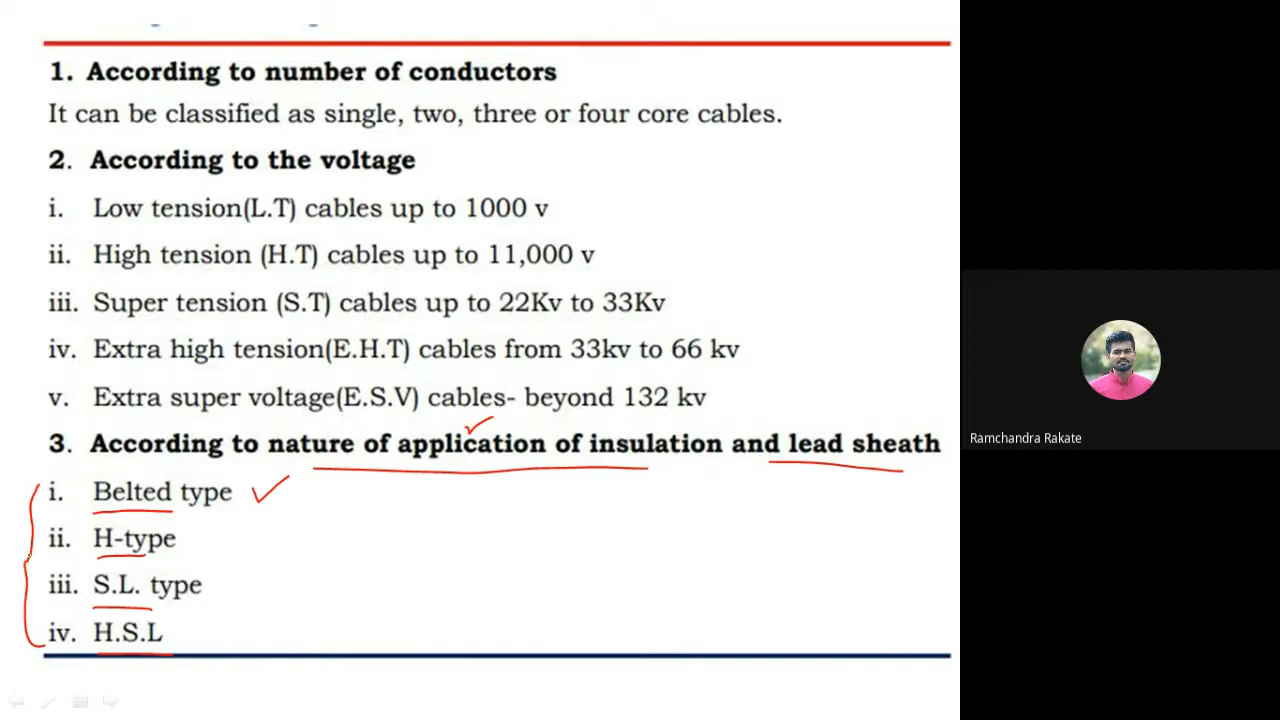 1. According to number of conductors
It can be classified as single, two, three or four core cables.
2. According to the voltage
i. Low tension(L.T) cables up to 1000 v
ii. High tension (H.T) cables up to 11,000 v
iii. Super tension (S.T) cables up to 22Kv to 33Kv
iv. Extra high tension(E.H.T) cables from 33kv to 66 kv
v. Extra super voltage(E.S.V) cables- beyond 132 kv
3. According to nature of application of insulation and lead sheath
i. Belted type
ii. H-type
iii. S.L. type
iv. H.S.L
Ramchandra Rakate